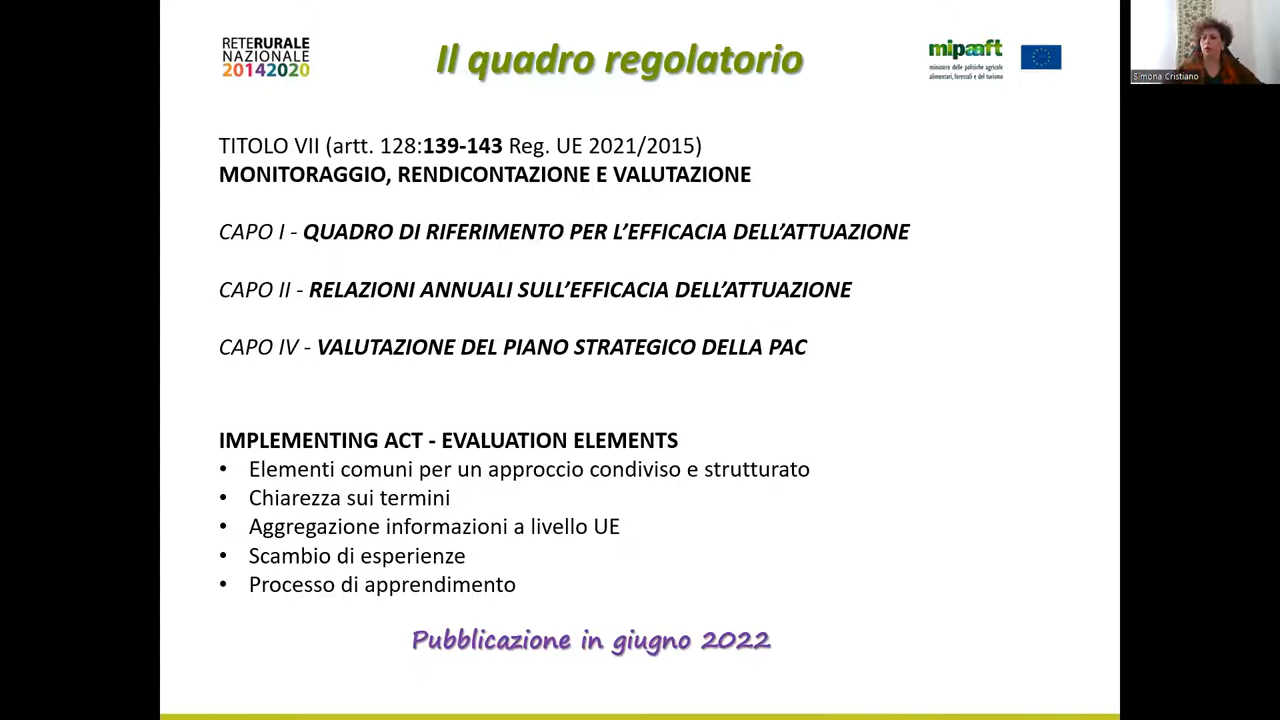 RETERURALE
NAZIONALE
20142020
Il quadro regolatorio
mipaaft
ministero delle politiche agricole
alimentari, forestali e del turismo
Simona Cristiano
TITOLO VII (artt. 128:139-143 Reg. UE 2021/2015)
MONITORAGGIO, RENDICONTAZIONE E VALUTAZIONE
CAPO I - QUADRO DI RIFERIMENTO PER L’EFFICACIA DELL’ATTUAZIONE
CAPO II - RELAZIONI ANNUALI SULL’EFFICACIA DELL’ATTUAZIONE
CAPO IV - VALUTAZIONE DEL PIANO STRATEGICO DELLA PAC
IMPLEMENTING ACT - EVALUATION ELEMENTS
• Elementi comuni per un approccio condiviso e strutturato
• Chiarezza sui termini
• Aggregazione informazioni a livello UE
• Scambio di esperienze
• Processo di apprendimento
Pubblicazione in giugno 2022